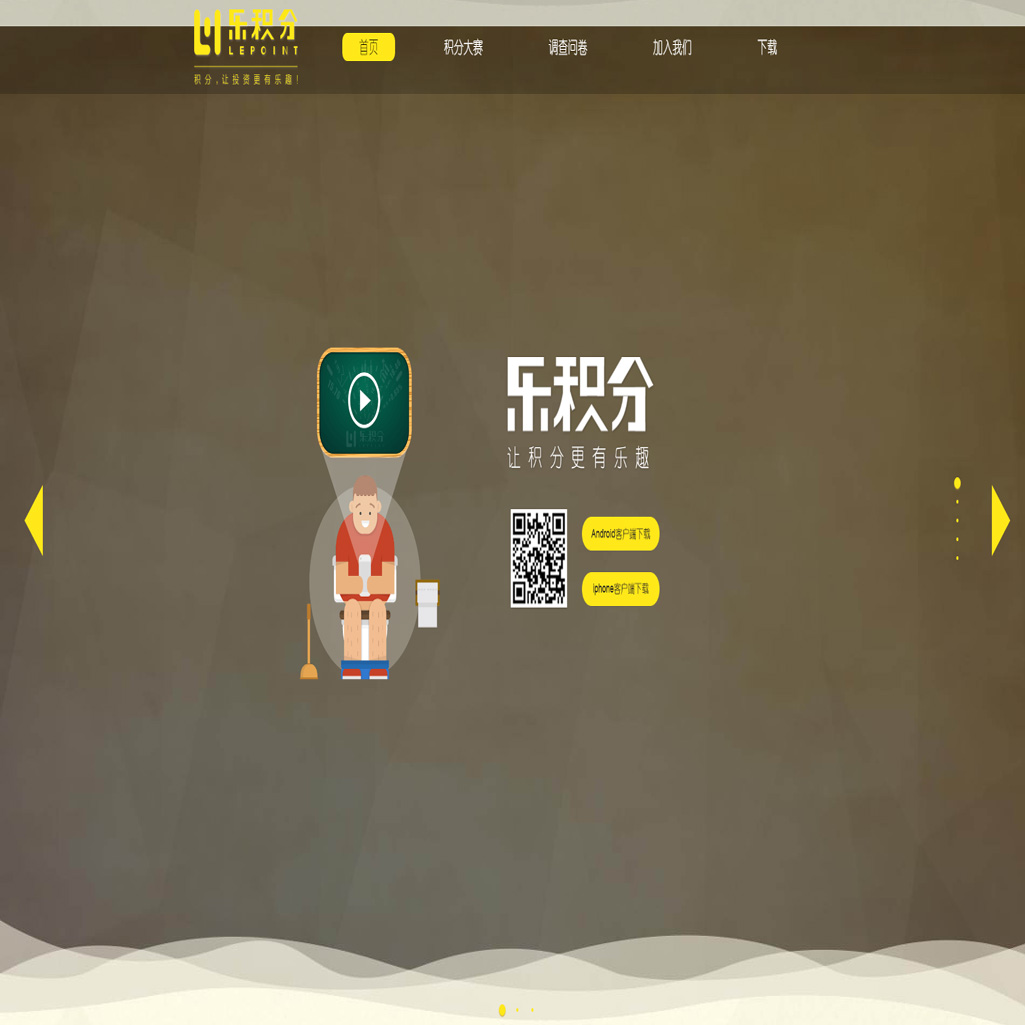 乐积分
LEPOINT
积分,让投资更有乐趣!
首页
积分大赛
调查问卷
加入我们
下载
乐积分
乐积分
让积分更有乐趣
Android客户端下载
iphone客户端下载